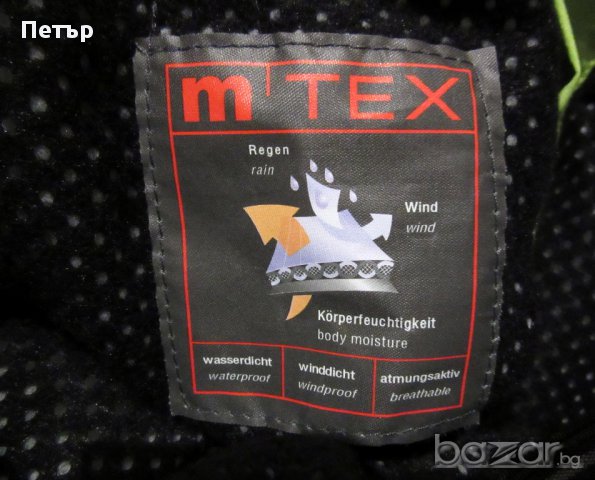 Петър
m'TEX
Regen
rain
Wind
wind
Körperfeuchtigkeit
body moisture
wasserdicht
waterproof
winddicht
windproof
atmungsaktiv
breathable
bazar.bg